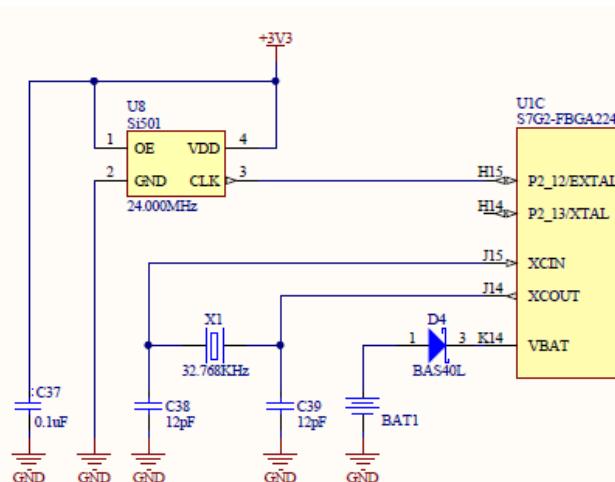 +3V3
U8
Si501
1 OE VDD 4
2 GND CLK 3
24.000MHz
U1C
S7G2-FBGA224
H15 P2_12/EXTAL
H14 P2_13/XTAL
J15 XCIN
J14 XCOUT
X1
32.768KHz
D4
1 3 K14 VBAT
BAS40L
C37
0.1uF
C38
12pF
C39
12pF
BAT1
GND GND GND GND GND